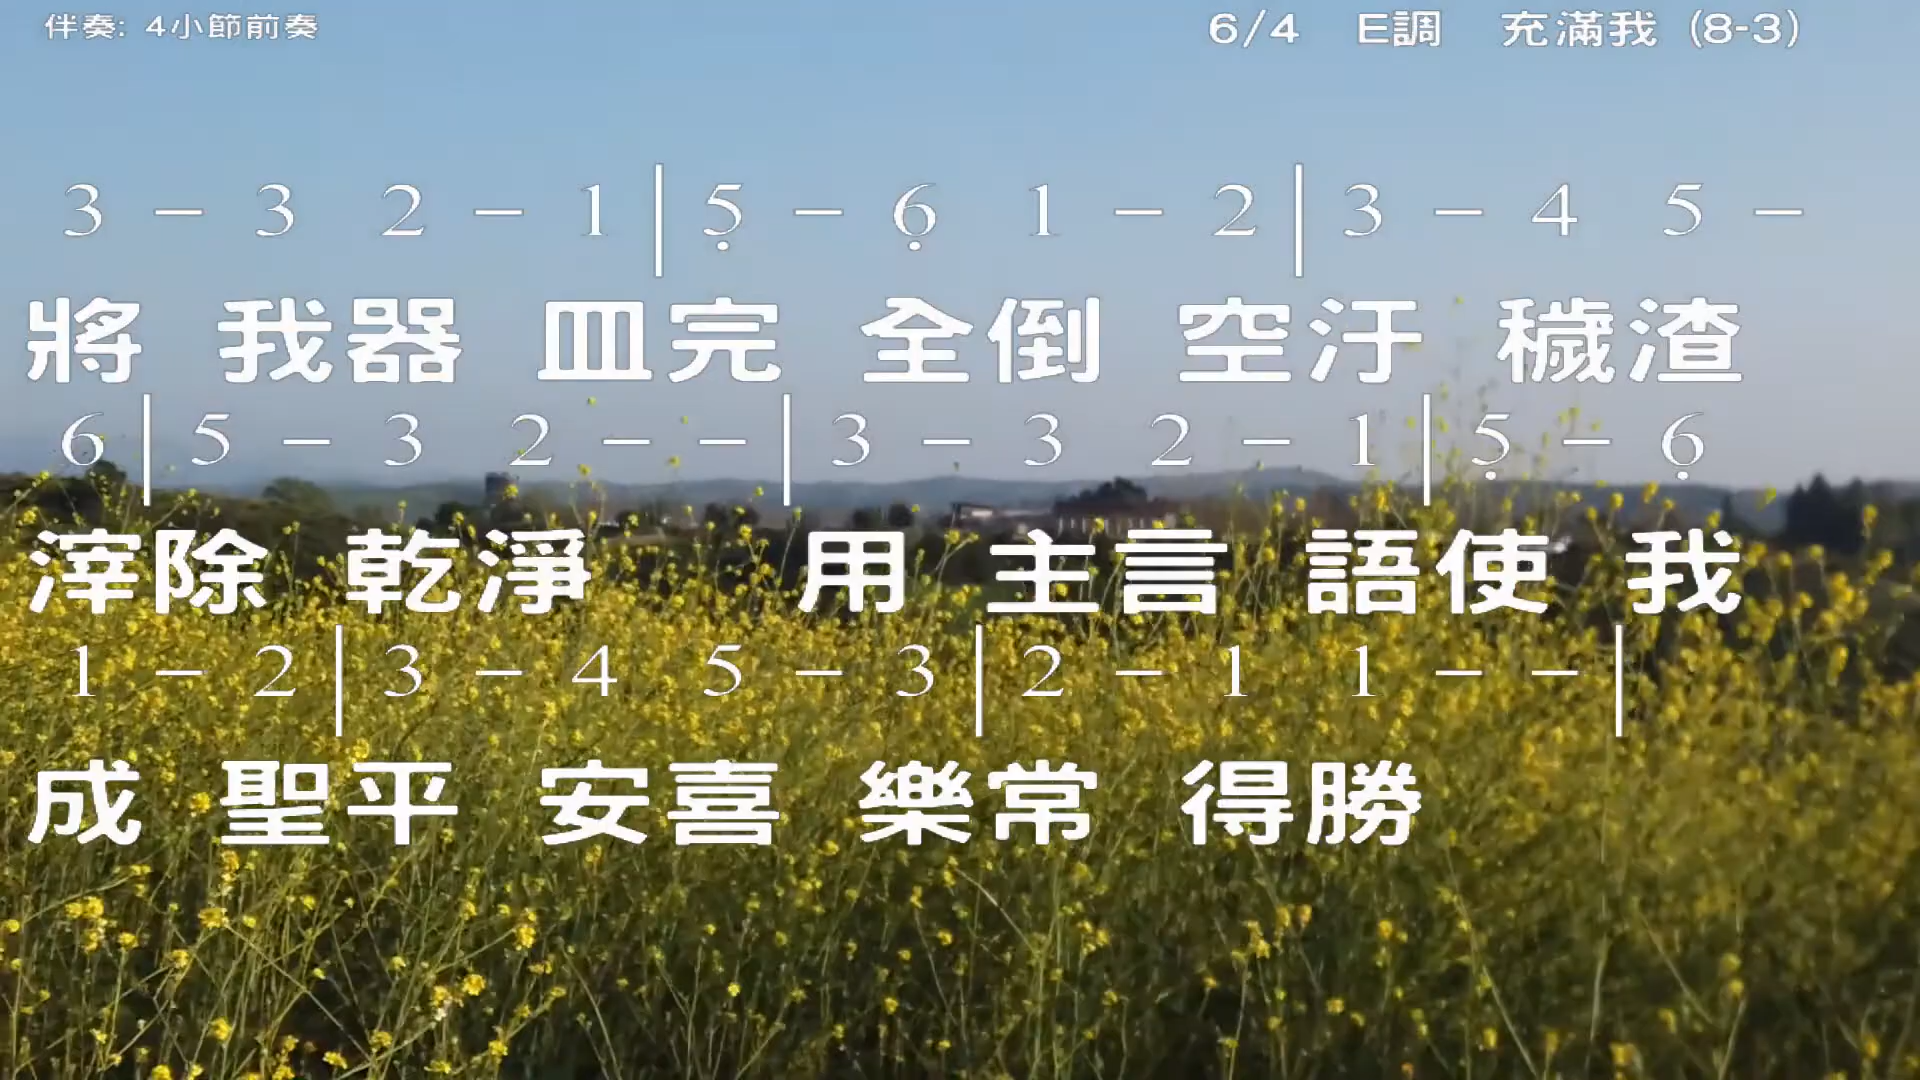 伴奏: 4小節前奏
6/4 E調 充滿我 (8-3)
3 – 3 2 – 1 | 5̣ – 6̣ 1 – 2 | 3 – 4 5 –
將 我器 皿完 全倒 空汙 穢渣
6 | 5 – 3 2 – – | 3 – 3 2 – 1 | 5̣ – 6̣
滓除 乾淨 用 主言 語使 我
1 – 2 | 3 – 4 5 – 3 | 2 – 1 1 – – |
成 聖平 安喜 樂常 得勝